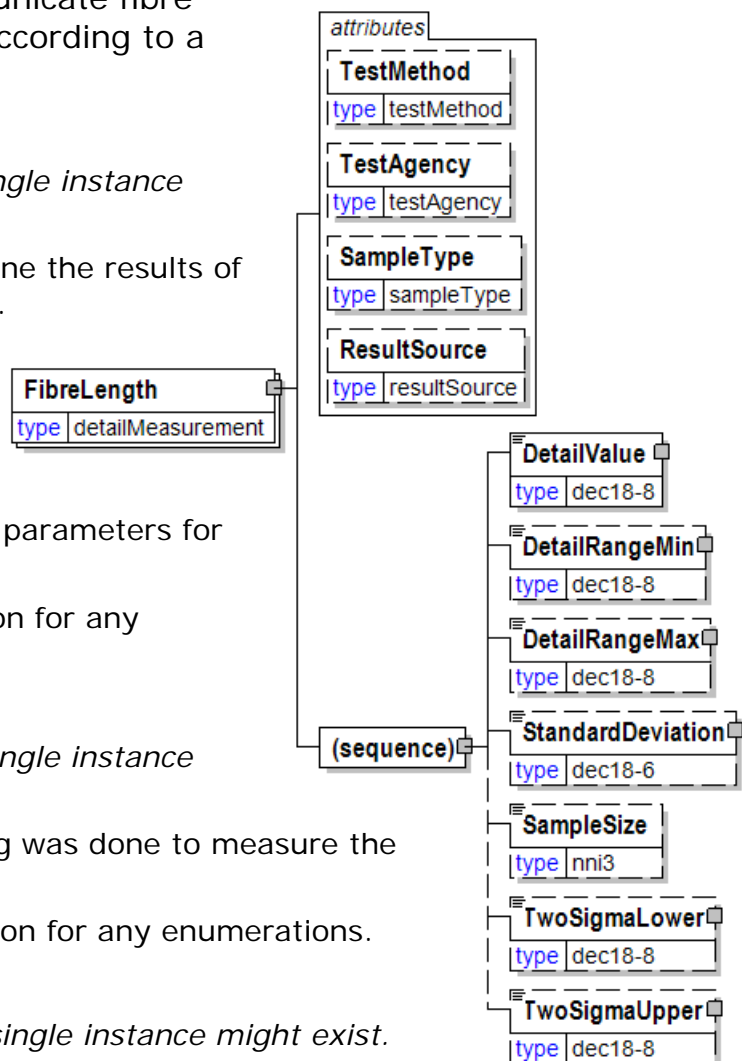 unicate fibre
ccording to a
ngle instance
ne the results of
.
parameters for
on for any
ngle instance
g was done to measure the
on for any enumerations.
single instance might exist.
FibreLength
type detailMeasurement
attributes
TestMethod
type testMethod
TestAgency
type testAgency
SampleType
type sampleType
ResultSource
type resultSource
(sequence)
DetailValue
type dec18-8
DetailRangeMin
type dec18-8
DetailRangeMax
type dec18-8
StandardDeviation
type dec18-6
SampleSize
type nni3
TwoSigmaLower
type dec18-8
TwoSigmaUpper
type dec18-8